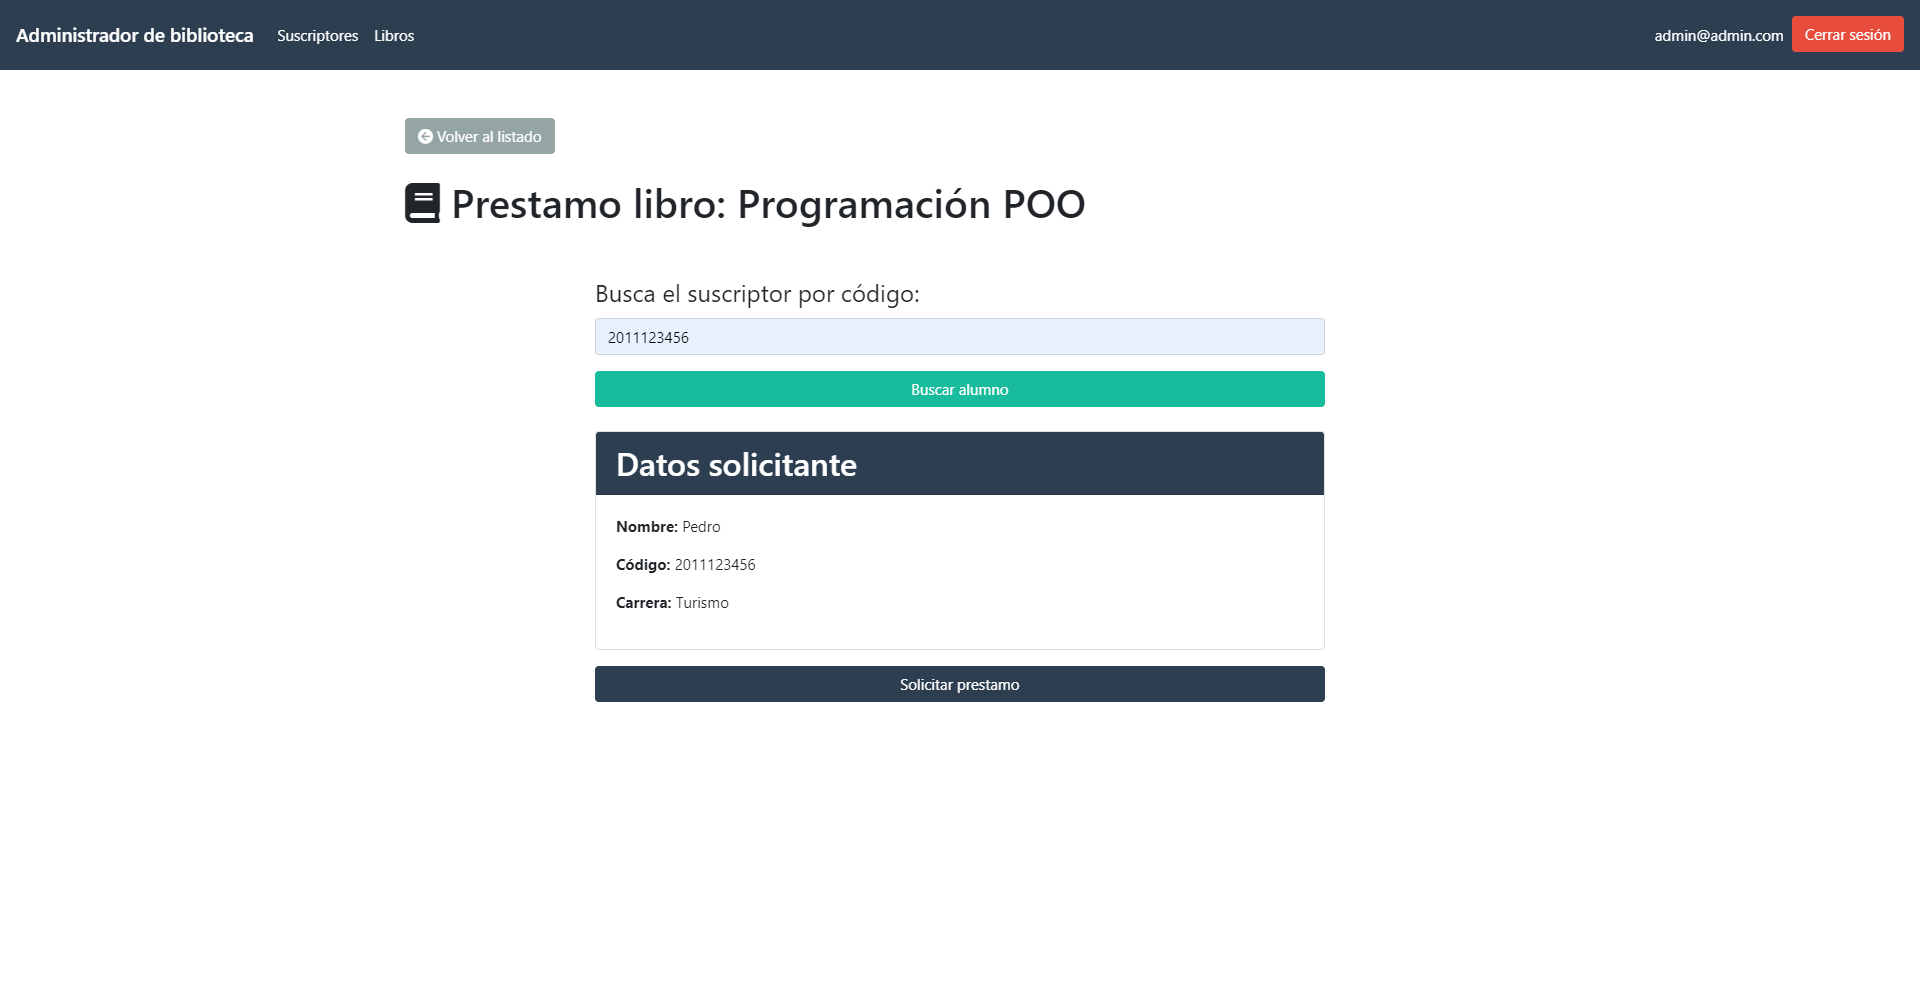 Administrador de biblioteca Suscriptores Libros admin@admin.com Cerrar sesión
Volver al listado
Prestamo libro: Programación POO
Busca el suscriptor por código:
2011123456
Buscar alumno
Datos solicitante
Nombre: Pedro
Código: 2011123456
Carrera: Turismo
Solicitar prestamo